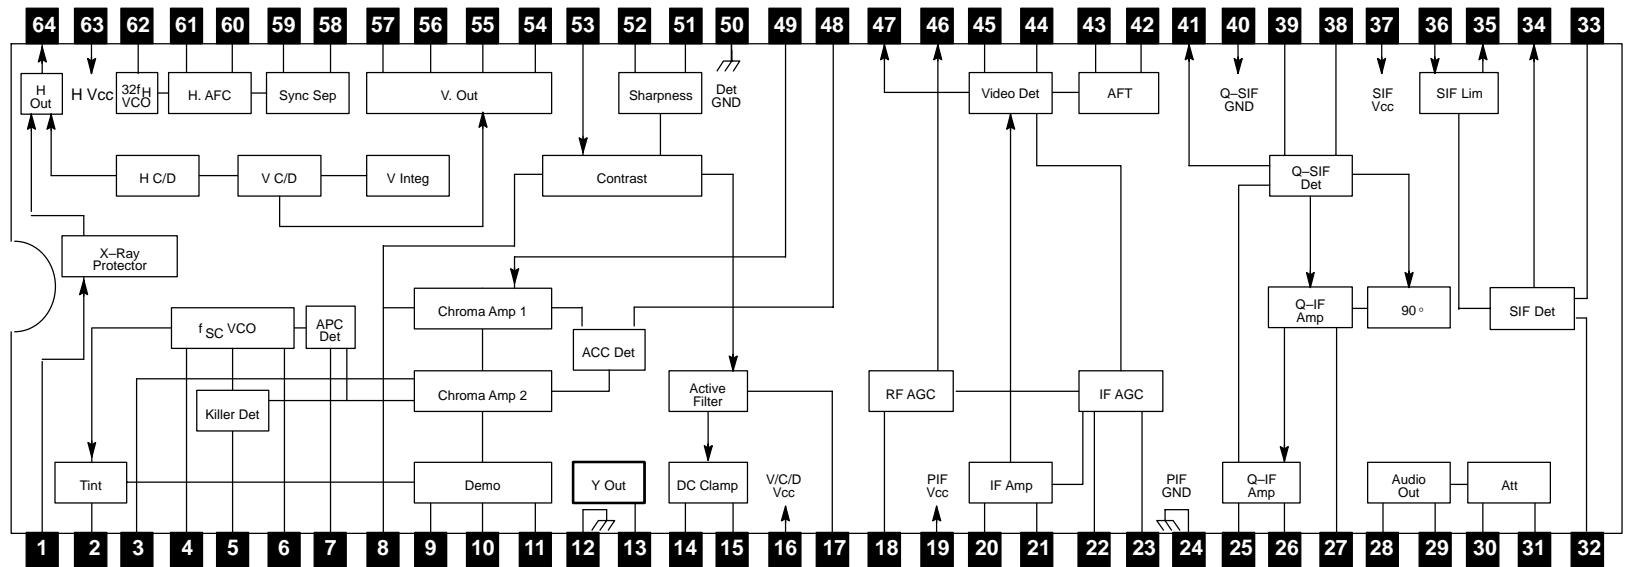 64 63 62 61 60 59 58 57 56 55 54 53 52 51 50 49 48 47 46 45 44 43 42 41 40 39 38 37 36 35 34 33
H
Out
H Vcc
32fH
VCO
H. AFC
Sync Sep
V. Out
Sharpness
Det
GND
Video Det
AFT
Q–SIF
GND
SIF
Vcc
SIF Lim
H C/D
V C/D
V Integ
Contrast
Q–SIF
Det
X–Ray
Protector
Chroma Amp 1
Q–IF
Amp
90°
SIF Det
fSC VCO
APC
Det
ACC Det
Killer Det
Chroma Amp 2
Active
Filter
RF AGC
IF AGC
Tint
Demo
Y Out
DC Clamp
V/C/D
Vcc
PIF
Vcc
IF Amp
PIF
GND
Q–IF
Amp
Audio
Out
Att
1 2 3 4 5 6 7 8 9 10 11 12 13 14 15 16 17 18 19 20 21 22 23 24 25 26 27 28 29 30 31 32